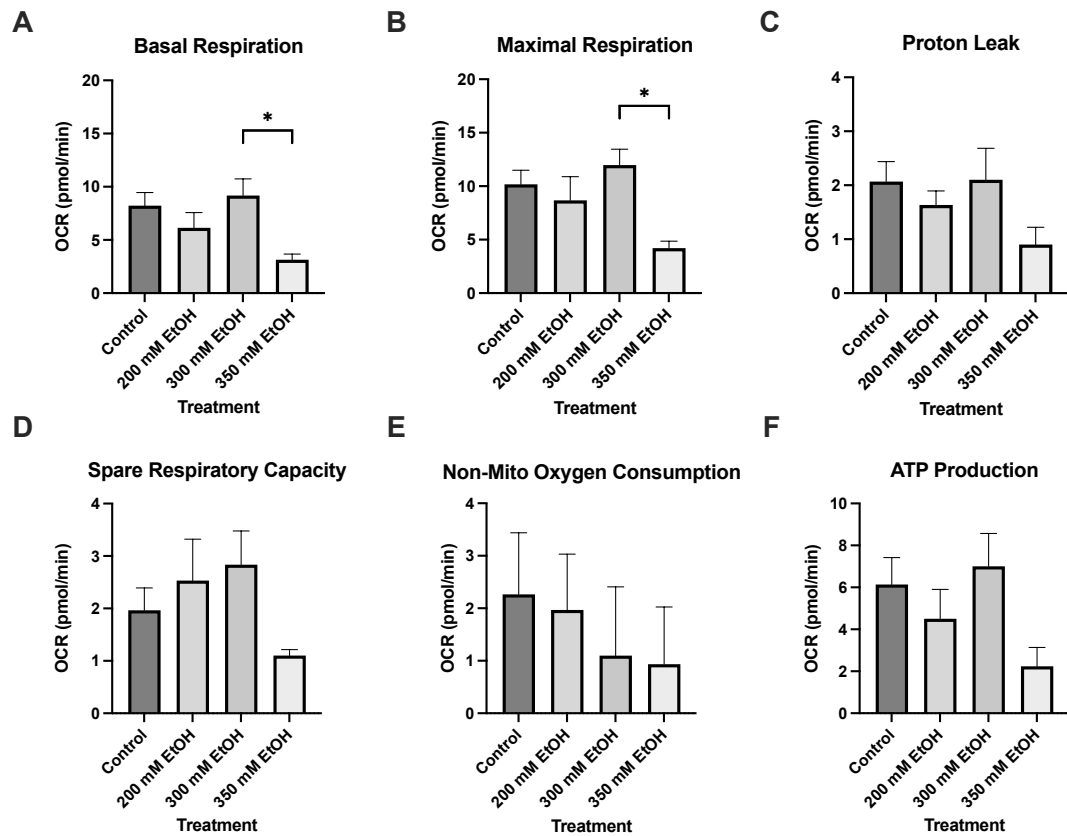 A
Basal Respiration
OCR (pmol/min)
20
15
10
5
0
*
Control
200 mM EtOH
300 mM EtOH
350 mM EtOH
Treatment
B
Maximal Respiration
OCR (pmol/min)
20
15
10
5
0
*
Control
200 mM EtOH
300 mM EtOH
350 mM EtOH
Treatment
C
Proton Leak
OCR (pmol/min)
4
3
2
1
0
Control
200 mM EtOH
300 mM EtOH
350 mM EtOH
Treatment
D
Spare Respiratory Capacity
OCR (pmol/min)
4
3
2
1
0
Control
200 mM EtOH
300 mM EtOH
350 mM EtOH
Treatment
E
Non-Mito Oxygen Consumption
OCR (pmol/min)
4
3
2
1
0
Control
200 mM EtOH
300 mM EtOH
350 mM EtOH
Treatment
F
ATP Production
OCR (pmol/min)
10
8
6
4
2
0
Control
200 mM EtOH
300 mM EtOH
350 mM EtOH
Treatment